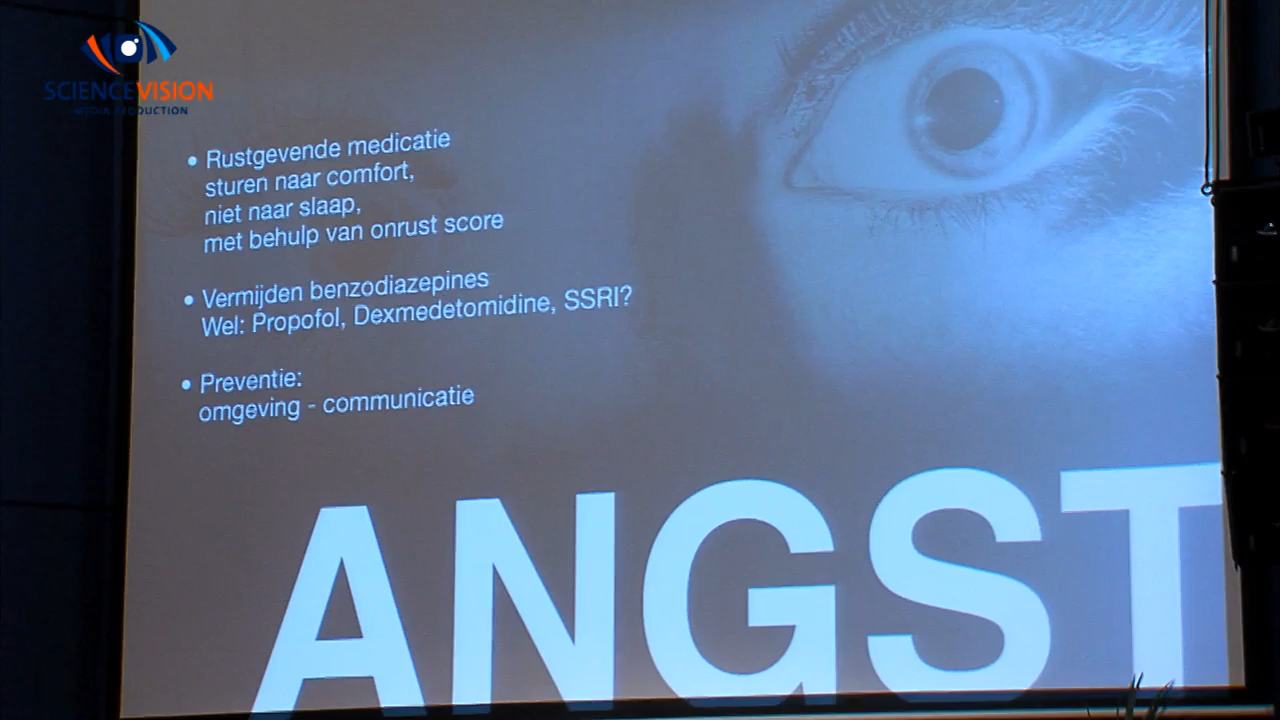 SCIENCEVISION
MEDIA PRODUCTION
• Rustgevende medicatie
sturen naar comfort,
niet naar slaap,
met behulp van onrust score
• Vermijden benzodiazepines
Wel: Propofol, Dexmedetomidine, SSRI?
• Preventie:
omgeving - communicatie
ANGST